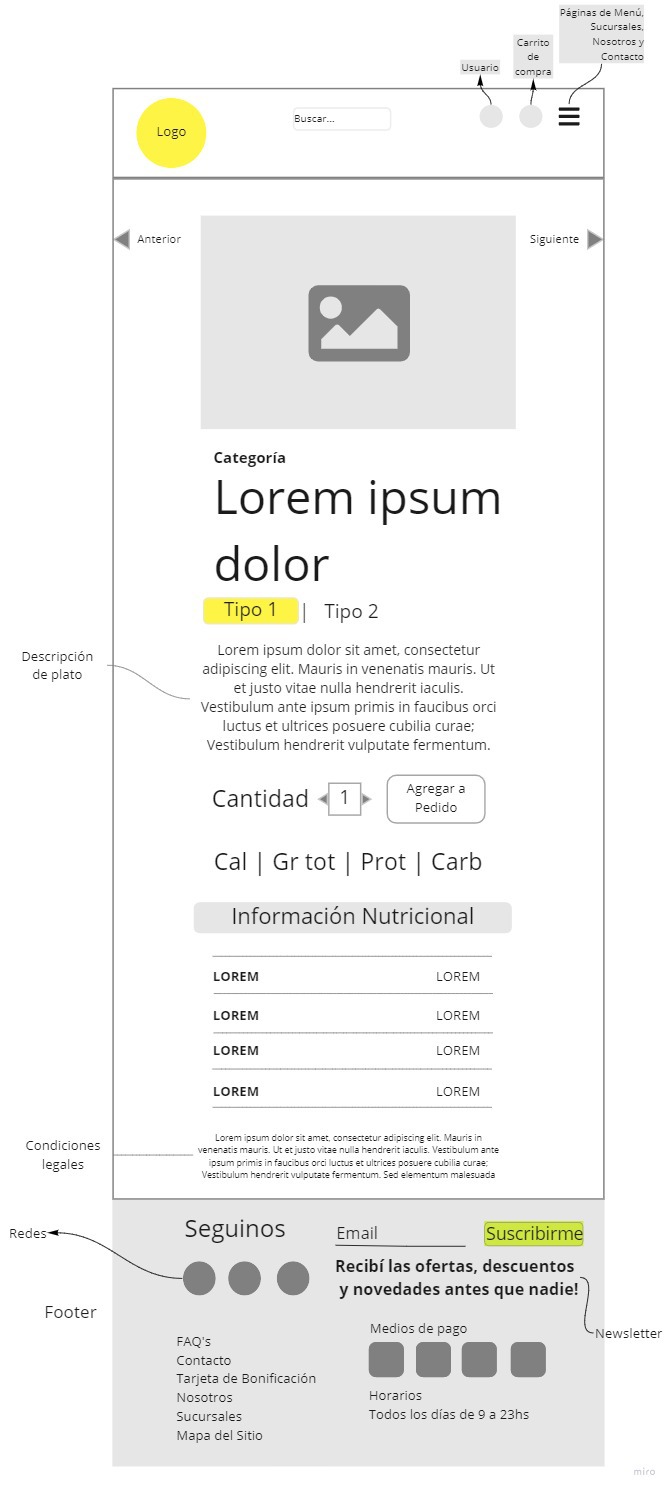 Páginas de Menú,
Sucursales,
Nosotros y
Contacto
Carrito
de
compra
Usuario
Logo
Buscar...
Anterior
Siguiente
Categoría
Lorem ipsum
dolor
Tipo 1 | Tipo 2
Descripción
de plato
Lorem ipsum dolor sit amet, consectetur
adipiscing elit. Mauris in venenatis mauris. Ut
et justo vitae nulla hendrerit iaculis.
Vestibulum ante ipsum primis in faucibus orci
luctus et ultrices posuere cubilia curae;
Vestibulum hendrerit vulputate fermentum.
Cantidad 1
Agregar a
Pedido
Cal | Gr tot | Prot | Carb
Información Nutricional
LOREM LOREM
LOREM LOREM
LOREM LOREM
LOREM LOREM
Condiciones
legales
Lorem ipsum dolor sit amet, consectetur adipiscing elit. Mauris in
venenatis mauris. Ut et justo vitae nulla hendrerit iaculis. Vestibulum ante
ipsum primis in faucibus orci luctus et ultrices posuere cubilia curae;
Vestibulum hendrerit vulputate fermentum. Sed elementum malesuada
Redes
Footer
Seguinos
Email
Suscribirme
Recibí las ofertas, descuentos
y novedades antes que nadie!
Newsletter
FAQ's
Contacto
Tarjeta de Bonificación
Nosotros
Sucursales
Mapa del Sitio
Medios de pago
Horarios
Todos los días de 9 a 23hs
miro